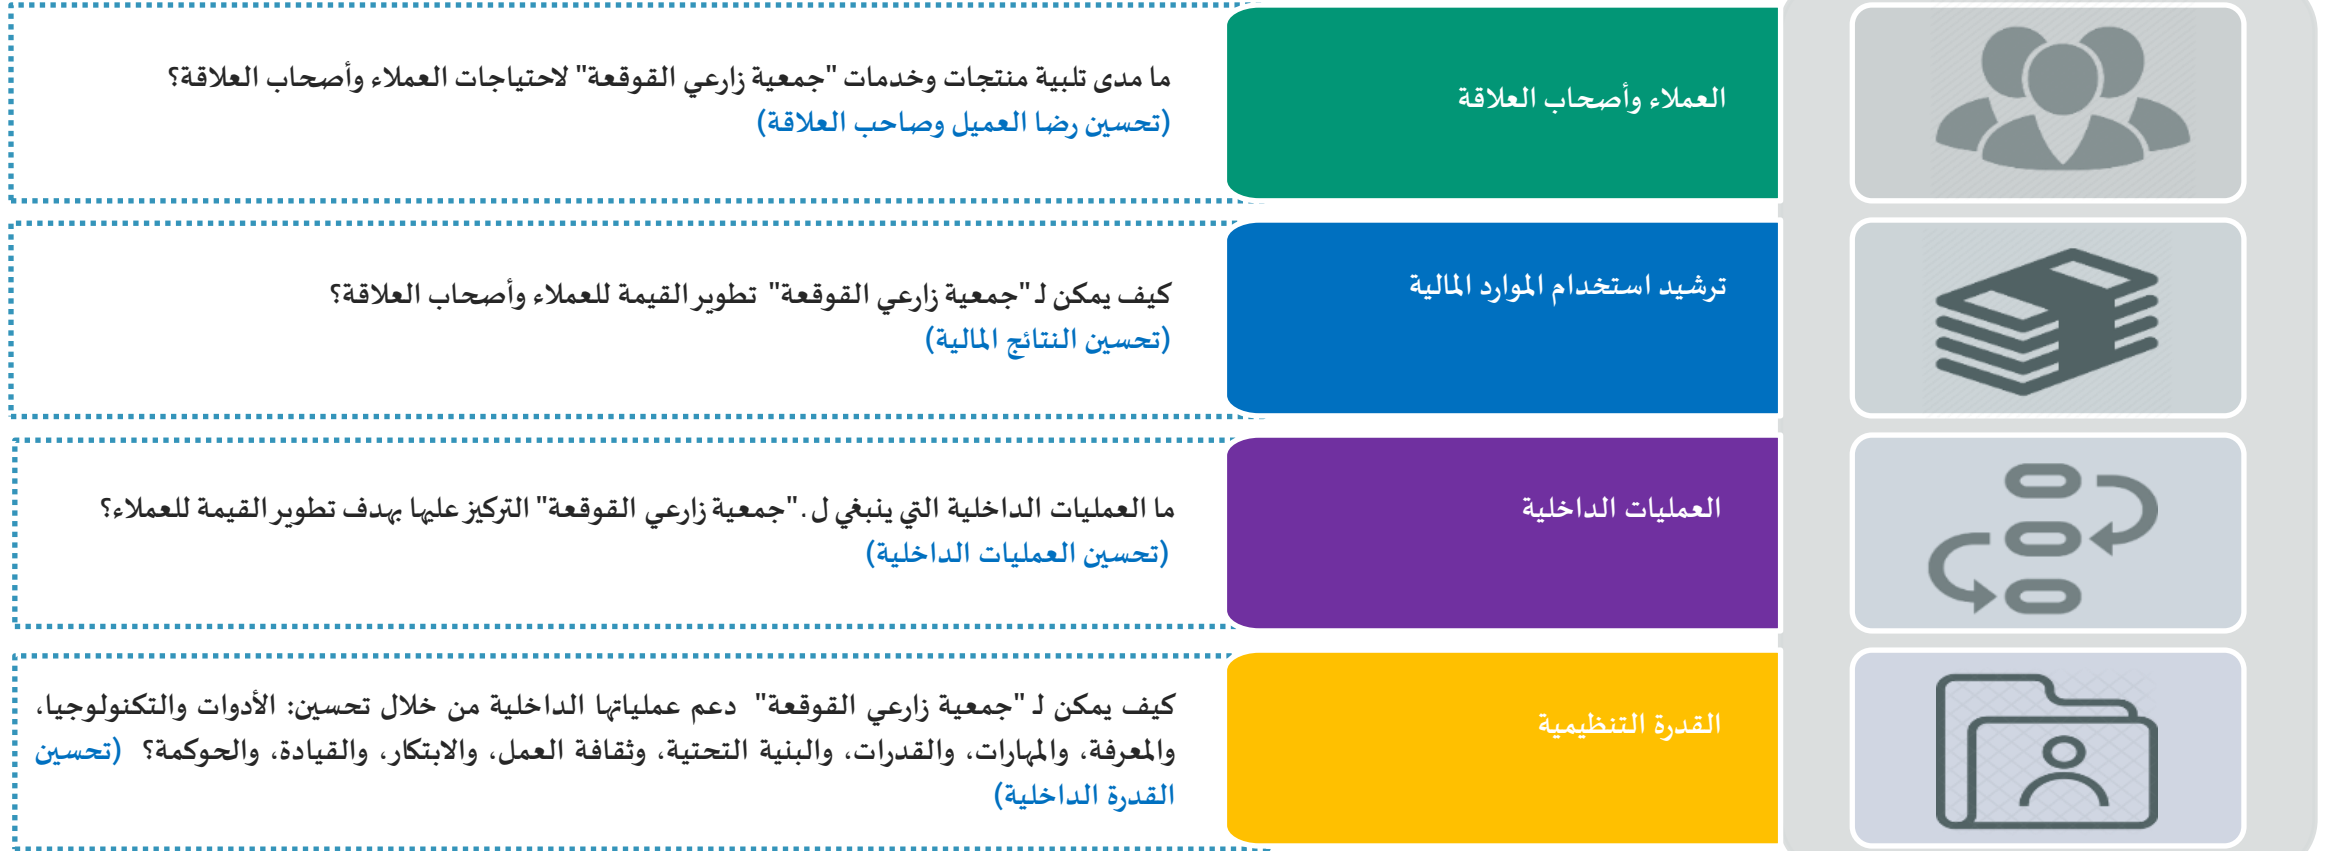 العملاء وأصحاب العلاقة
ما مدى تلبية منتجات وخدمات "جمعية زارعي القوقعة" لاحتياجات العملاء وأصحاب العلاقة؟
(تحسين رضا العميل وصاحب العلاقة)
ترشيد استخدام الموارد المالية
كيف يمكن لـ "جمعية زارعي القوقعة" تطوير القيمة للعملاء وأصحاب العلاقة؟
(تحسين النتائج المالية)
العمليات الداخلية
ما العمليات الداخلية التي ينبغي ل ."جمعية زارعي القوقعة" التركيز عليها بهدف تطوير القيمة للعملاء؟
(تحسين العمليات الداخلية)
القدرة التنظيمية
كيف يمكن لـ "جمعية زارعي القوقعة" دعم عملياتها الداخلية من خلال تحسين: الأدوات والتكنولوجيا،
والمعرفة، والمهارات، والقدرات، والبنية التحتية، وثقافة العمل، والابتكار، والقيادة، والحوكمة؟ (تحسين
القدرة الداخلية)